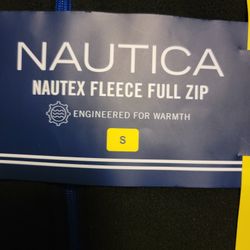 NAUTICA
NAUTEX FLEECE FULL ZIP
ENGINEERED FOR WARMTH
S